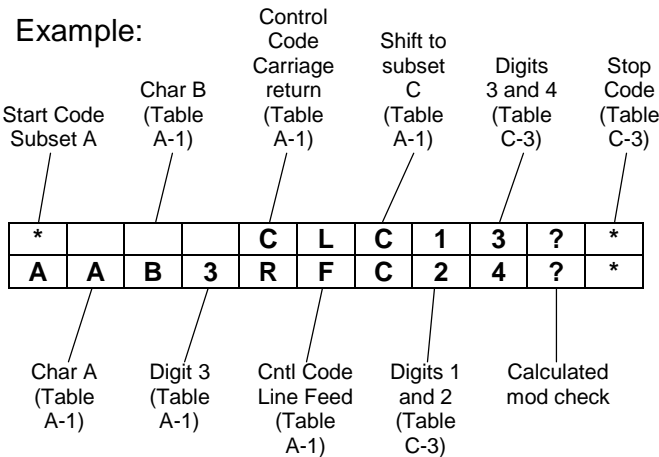 Example:
Start Code
Subset A
Char B
(Table
A-1)
Control
Code
Carriage
return
(Table
A-1)
Shift to
subset
C
(Table
A-1)
Digits
3 and 4
(Table
C-3)
Stop
Code
(Table
C-3)
* C L C 1 3 ? *
A A B 3 R F C 2 4 ? *
Char A
(Table
A-1)
Digit 3
(Table
A-1)
Cntl Code
Line Feed
(Table
A-1)
Digits 1
and 2
(Table
C-3)
Calculated
mod check